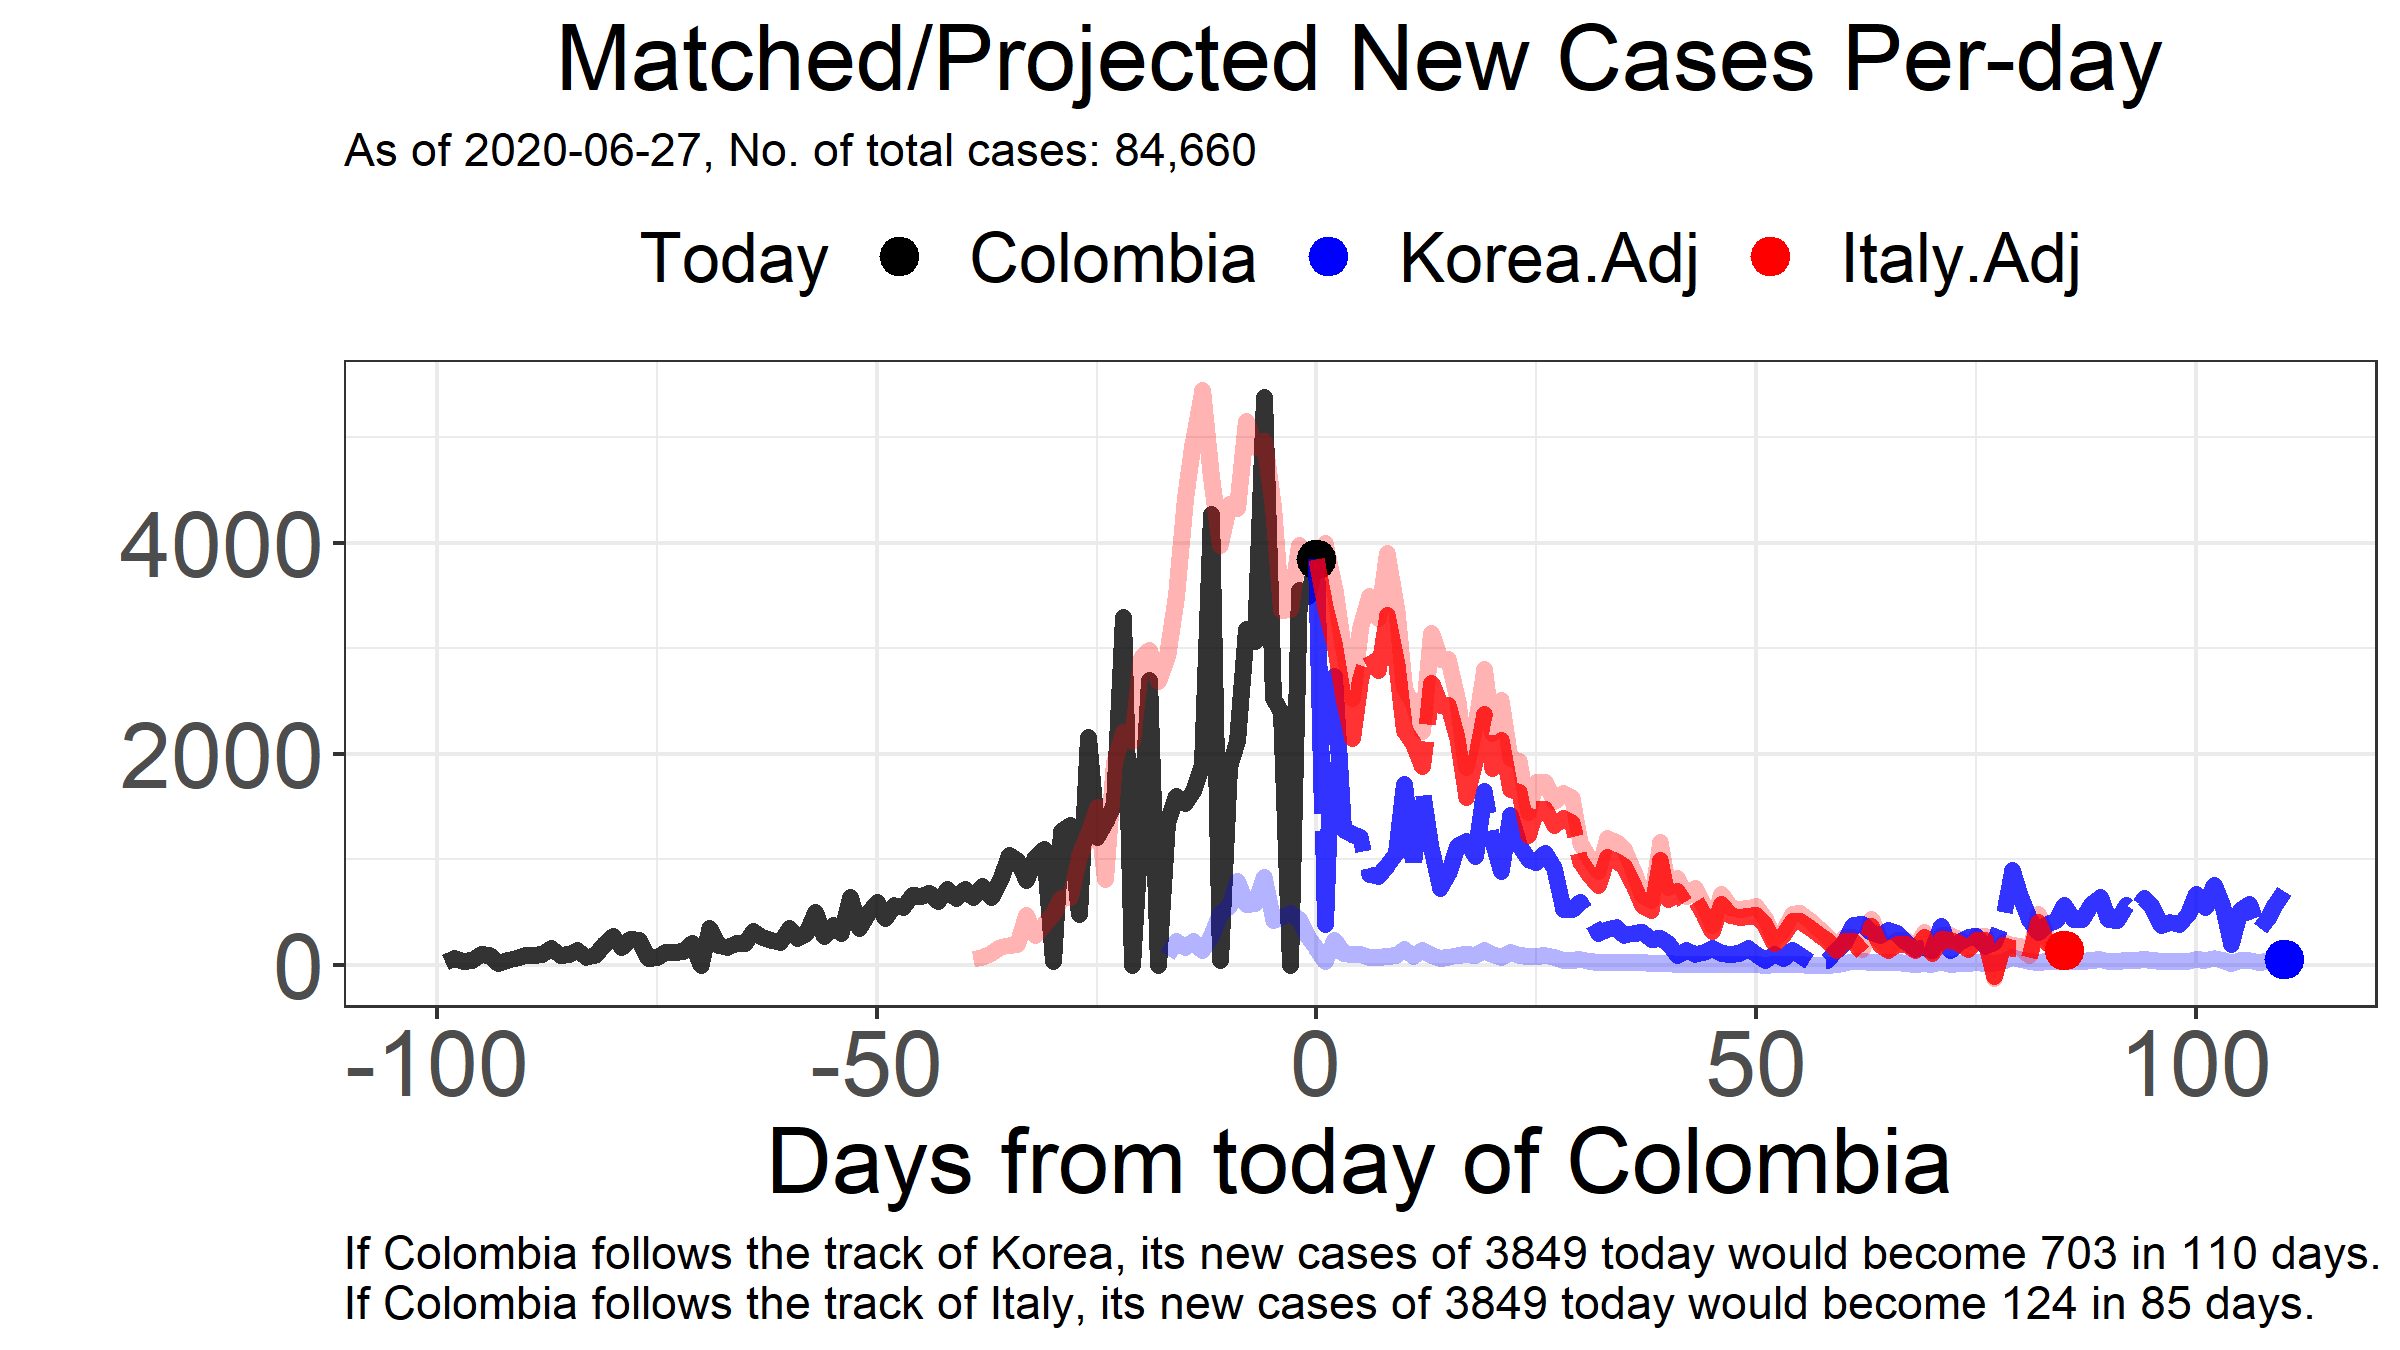 Matched/Projected New Cases Per-day
As of 2020-06-27, No. of total cases: 84,660
Today Colombia Korea.Adj Italy.Adj
4000
2000
0
-100 -50 0 50 100
Days from today of Colombia
If Colombia follows the track of Korea, its new cases of 3849 today would become 703 in 110 days.
If Colombia follows the track of Italy, its new cases of 3849 today would become 124 in 85 days.